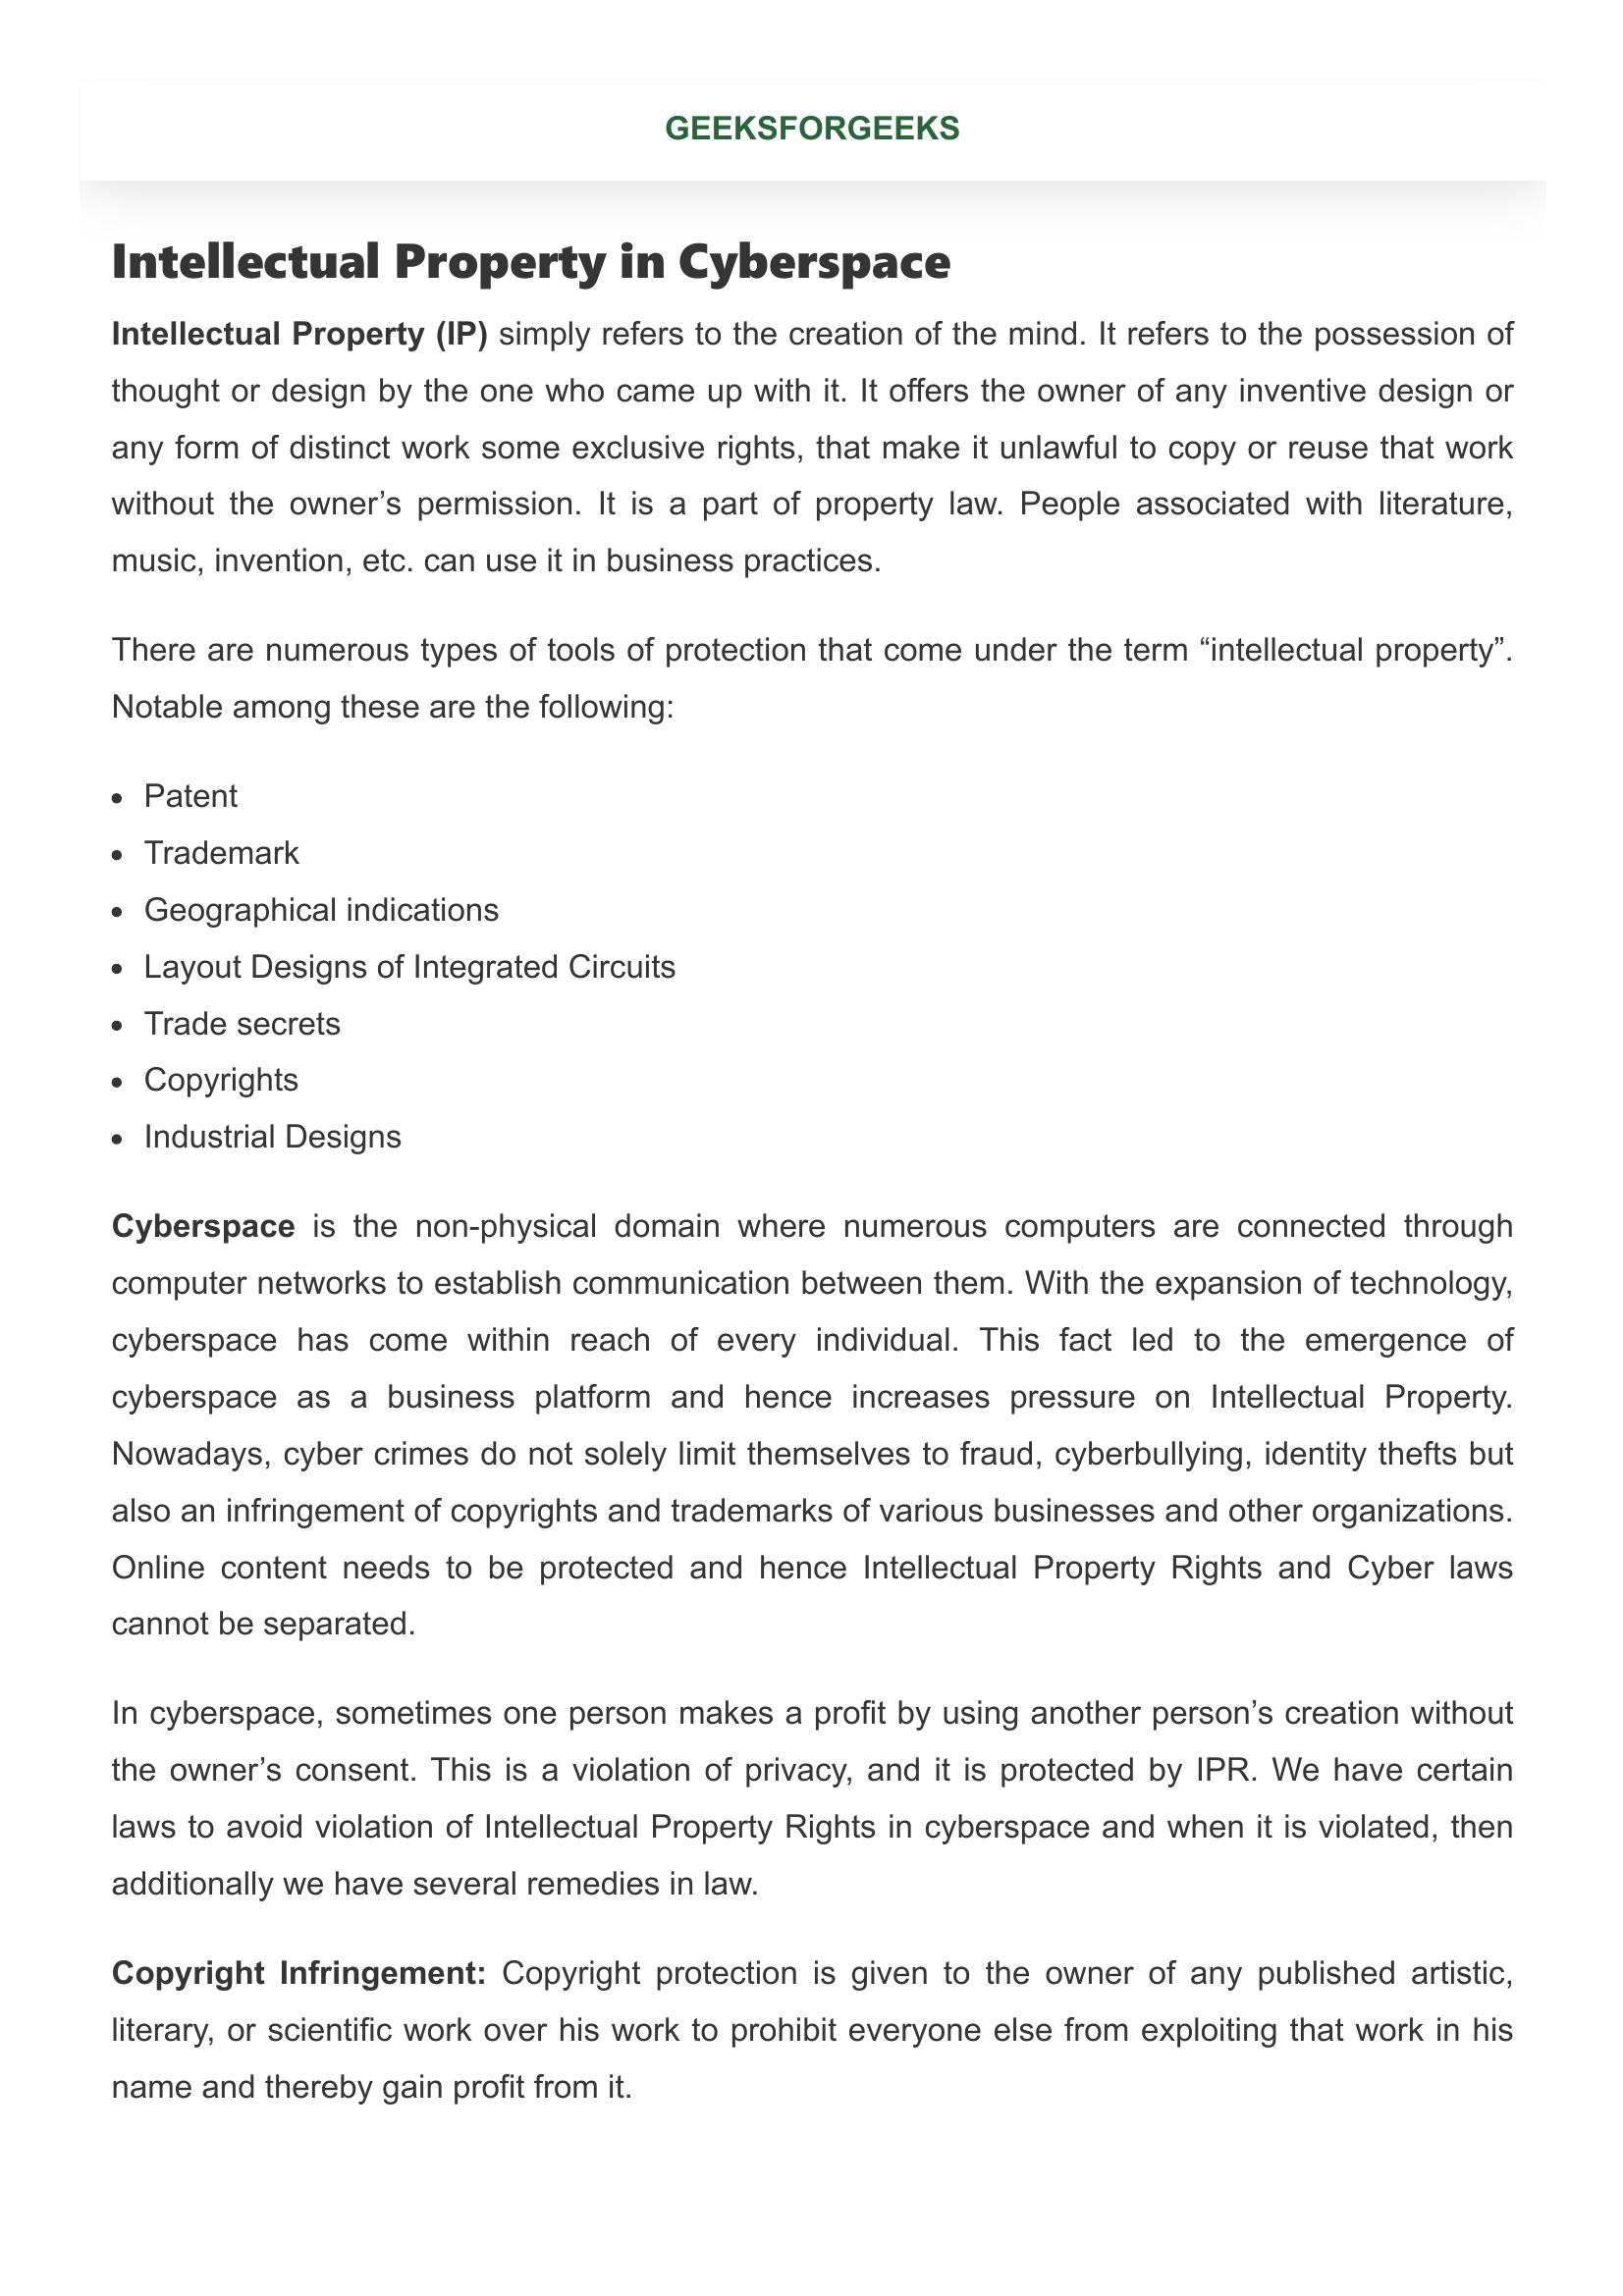 GEEKSFORGEEKS
Intellectual Property in Cyberspace
Intellectual Property (IP) simply refers to the creation of the mind. It refers to the possession of
thought or design by the one who came up with it. It offers the owner of any inventive design or
any form of distinct work some exclusive rights, that make it unlawful to copy or reuse that work
without the owner’s permission. It is a part of property law. People associated with literature,
music, invention, etc. can use it in business practices.
There are numerous types of tools of protection that come under the term “intellectual property”.
Notable among these are the following:
• Patent
• Trademark
• Geographical indications
• Layout Designs of Integrated Circuits
• Trade secrets
• Copyrights
• Industrial Designs
Cyberspace is the non-physical domain where numerous computers are connected through
computer networks to establish communication between them. With the expansion of technology,
cyberspace has come within reach of every individual. This fact led to the emergence of
cyberspace as a business platform and hence increases pressure on Intellectual Property.
Nowadays, cyber crimes do not solely limit themselves to fraud, cyberbullying, identity thefts but
also an infringement of copyrights and trademarks of various businesses and other organizations.
Online content needs to be protected and hence Intellectual Property Rights and Cyber laws
cannot be separated.
In cyberspace, sometimes one person makes a profit by using another person’s creation without
the owner’s consent. This is a violation of privacy, and it is protected by IPR. We have certain
laws to avoid violation of Intellectual Property Rights in cyberspace and when it is violated, then
additionally we have several remedies in law.
Copyright Infringement: Copyright protection is given to the owner of any published artistic,
literary, or scientific work over his work to prohibit everyone else from exploiting that work in his
name and thereby gain profit from it.